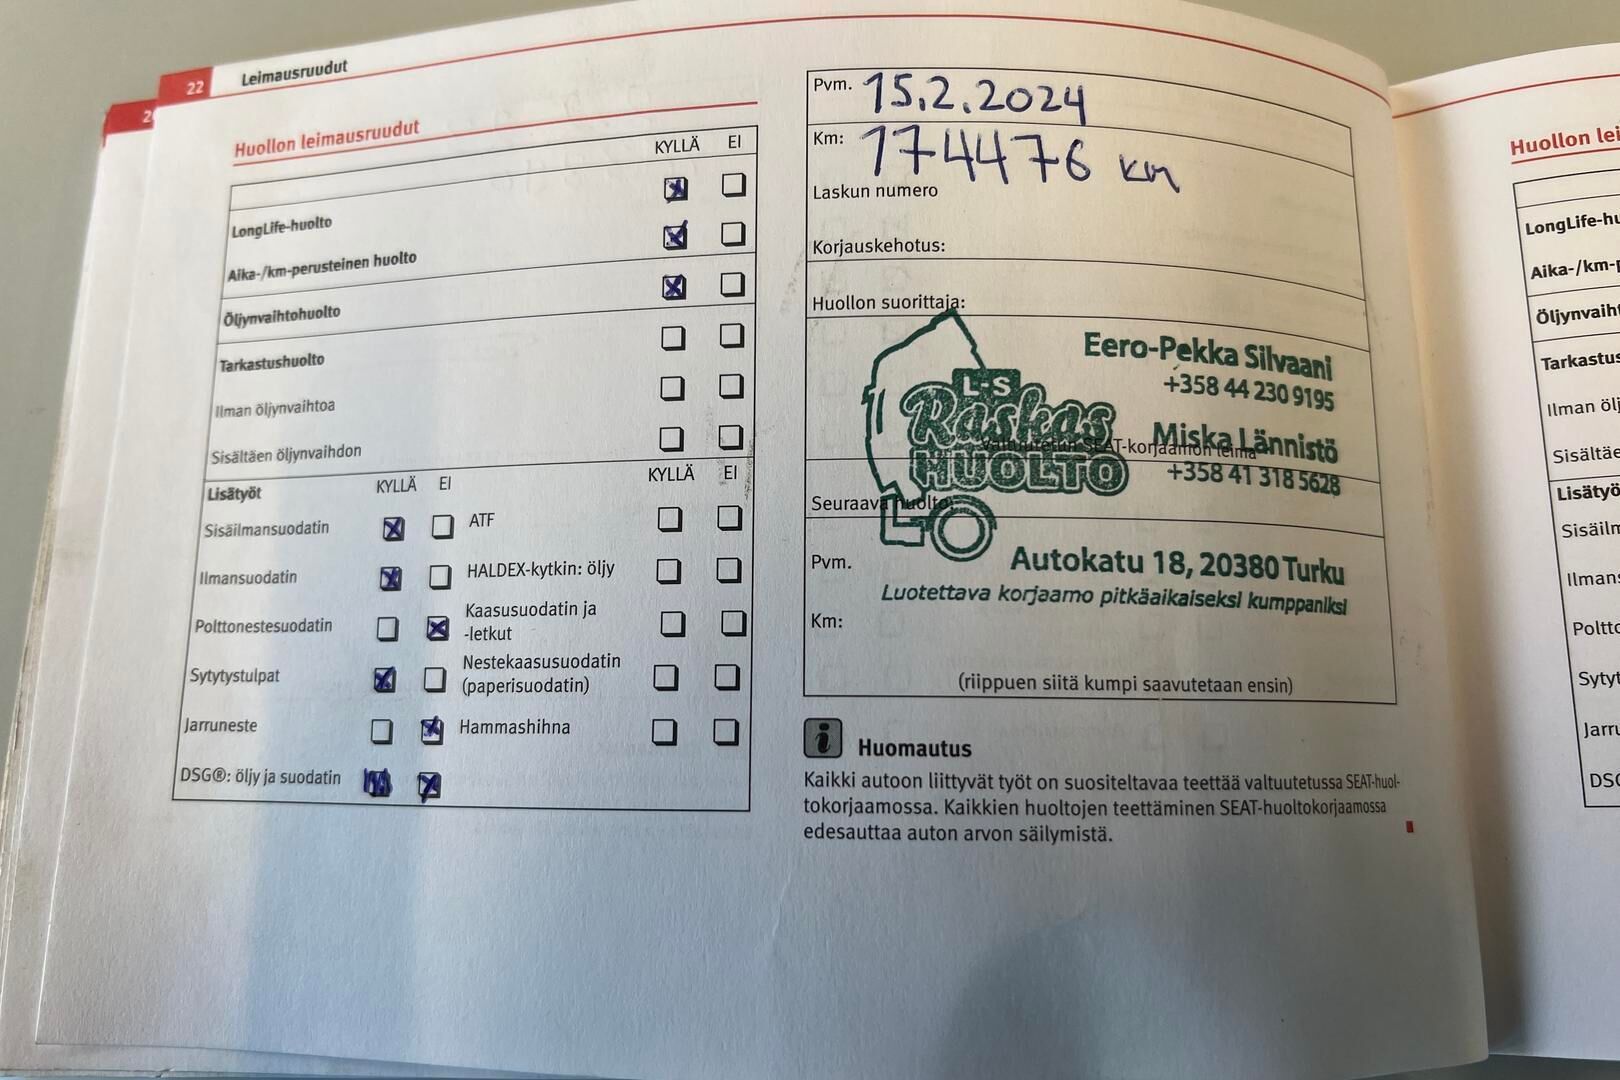 22 Leimausruudut
2
Huollon leimausruudut
KYLLÄ EI
LongLife-huolto
Aika-/km-perusteinen huolto
Öljynvaihtohuolto
Tarkastushuolto
Ilman öljynvaihtoa
Sisältäen öljynvaihdon
Lisätyöt KYLLÄ EI KYLLÄ EI
Sisäilmansuodatin ATF
Ilmansuodatin HALDEX-kytkin: öljy
Polttonestesuodatin Kaasusuodatin ja
-letkut
Sytytystulpat Nestekaasusuodatin
(paperisuodatin)
Jarruneste Hammashihna
DSG®: öljy ja suodatin
Pvm. 15.2.2024
Km: 174476 km
Laskun numero
Korjauskehotus:
Huollon suorittaja:
Eero-Pekka Silvaani
+358 44 230 9195
L-S
Raskas
HUOLTO
Valtuutetun SEAT-korjaamon leima
Miska Lännistö
+358 41 318 5628
Seuraava huolto:
Autokatu 18, 20380 Turku
Luotettava korjaamo pitkäaikaiseksi kumppaniksi
Pvm.
Km:
(riippuen siitä kumpi saavutetaan ensin)
i Huomautus
Kaikki autoon liittyvät työt on suositeltavaa teettää valtuutetussa SEAT-huol-
tokorjaamossa. Kaikkien huoltojen teettäminen SEAT-huoltokorjaamossa
edesauttaa auton arvon säilymistä.
Huollon lei
LongLife-hu
Aika-/km-p
Öljynvaiht
Tarkastus
Ilman ölj
Sisältäe
Lisätyö
Sisäilm
Ilmans
Poltto
Sytyt
Jarru
DSG